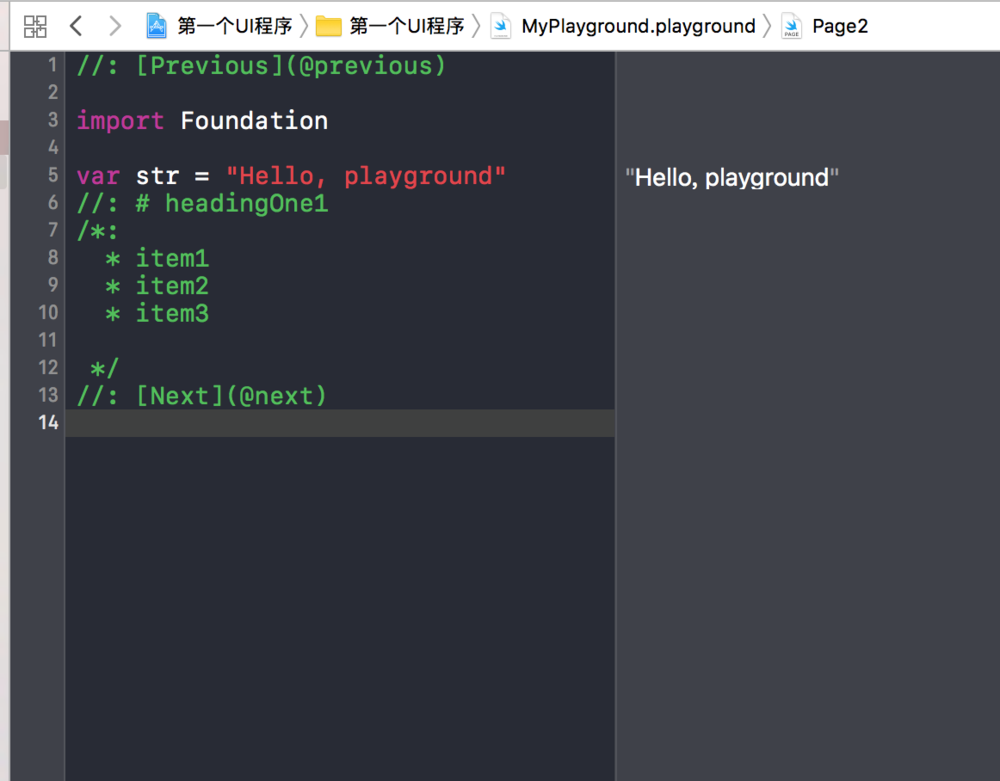 第一个UI程序 第一个UI程序 MyPlayground.playground Page2
1 //: [Previous](@previous)
2
3 import Foundation
4
5 var str = "Hello, playground" "Hello, playground"
6 //: # headingOne1
7 /*:
8 * item1
9 * item2
10 * item3
11
12 */
13 //: [Next](@next)
14